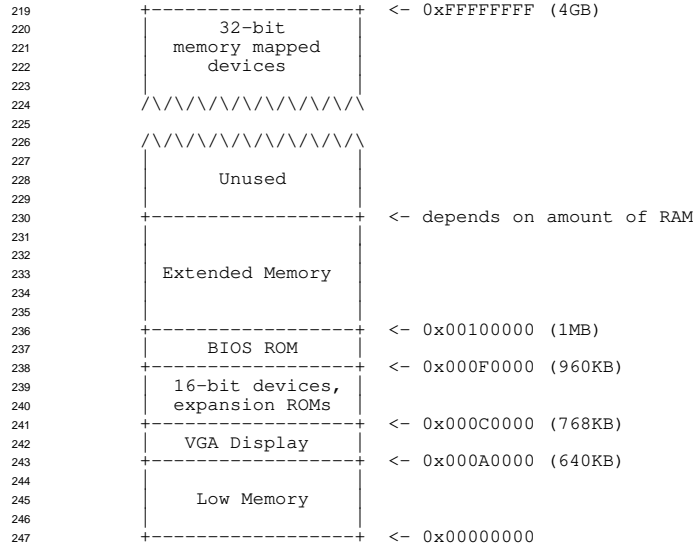 219 +------------------+ <- 0xFFFFFFFF (4GB)
220 | 32-bit |
221 | memory mapped |
222 | devices |
223 | |
224 /\/\/\/\/\/\/\/\/\/\
225
226 /\/\/\/\/\/\/\/\/\/\
227 | |
228 | Unused |
229 | |
230 +------------------+ <- depends on amount of RAM
231 | |
232 | |
233 | Extended Memory |
234 | |
235 | |
236 +------------------+ <- 0x00100000 (1MB)
237 | BIOS ROM |
238 +------------------+ <- 0x000F0000 (960KB)
239 | 16-bit devices, |
240 | expansion ROMs |
241 +------------------+ <- 0x000C0000 (768KB)
242 | VGA Display |
243 +------------------+ <- 0x000A0000 (640KB)
244 | |
245 | Low Memory |
246 | |
247 +------------------+ <- 0x00000000